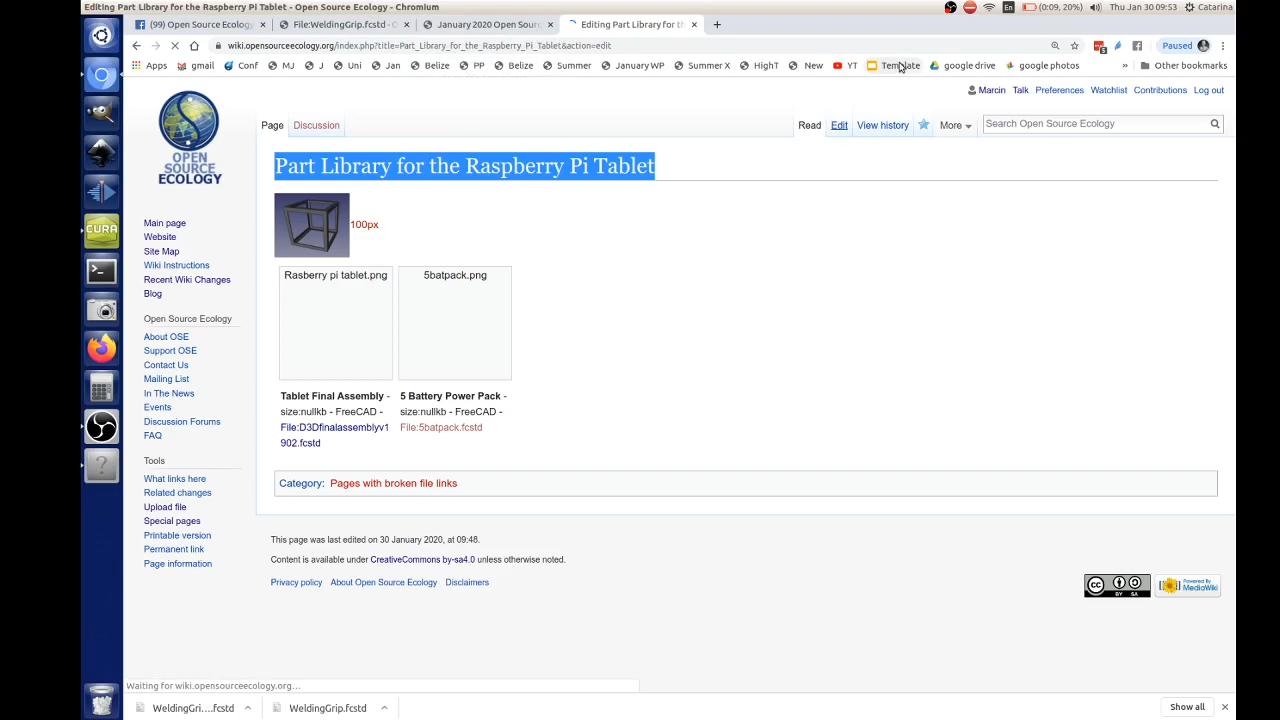 Editing Part Library for the Raspberry Pi Tablet - Open Source Ecology - Chromium
(0:09, 20%) Thu Jan 30 09:53 Catarina
(99) Open Source Ecology File:WeldingGrip.fcstd - O January 2020 Open Sour Editing Part Library for th
wiki.opensourceecology.org/index.php?title=Part_Library_for_the_Raspberry_Pi_Tablet&action=edit Paused
Apps gmail Conf MJ J Uni Jan Belize PP Belize Summer January WP Summer X HighT New YT Template google drive google photos » Other bookmarks
Marcin Talk Preferences Watchlist Contributions Log out
Page Discussion Read Edit View history More Search Open Source Ecology
OPEN
SOURCE
ECOLOGY
Part Library for the Raspberry Pi Tablet
100px
Rasberry pi tablet.png 5batpack.png
Tablet Final Assembly - 5 Battery Power Pack -
size:nullkb - FreeCAD - size:nullkb - FreeCAD -
File:D3Dfinalassemblyv1 File:5batpack.fcstd
902.fcstd
Category: Pages with broken file links
This page was last edited on 30 January 2020, at 09:48.
Content is available under CreativeCommons by-sa4.0 unless otherwise noted.
Privacy policy About Open Source Ecology Disclaimers
cc BY SA Powered By MediaWiki
Main page
Website
Site Map
Wiki Instructions
Recent Wiki Changes
Blog
Open Source Ecology
About OSE
Support OSE
Contact Us
Mailing List
In The News
Events
Discussion Forums
FAQ
Tools
What links here
Related changes
Upload file
Special pages
Printable version
Permanent link
Page information
CURA
Waiting for wiki.opensourceecology.org...
WeldingGri....fcstd WeldingGrip.fcstd Show all